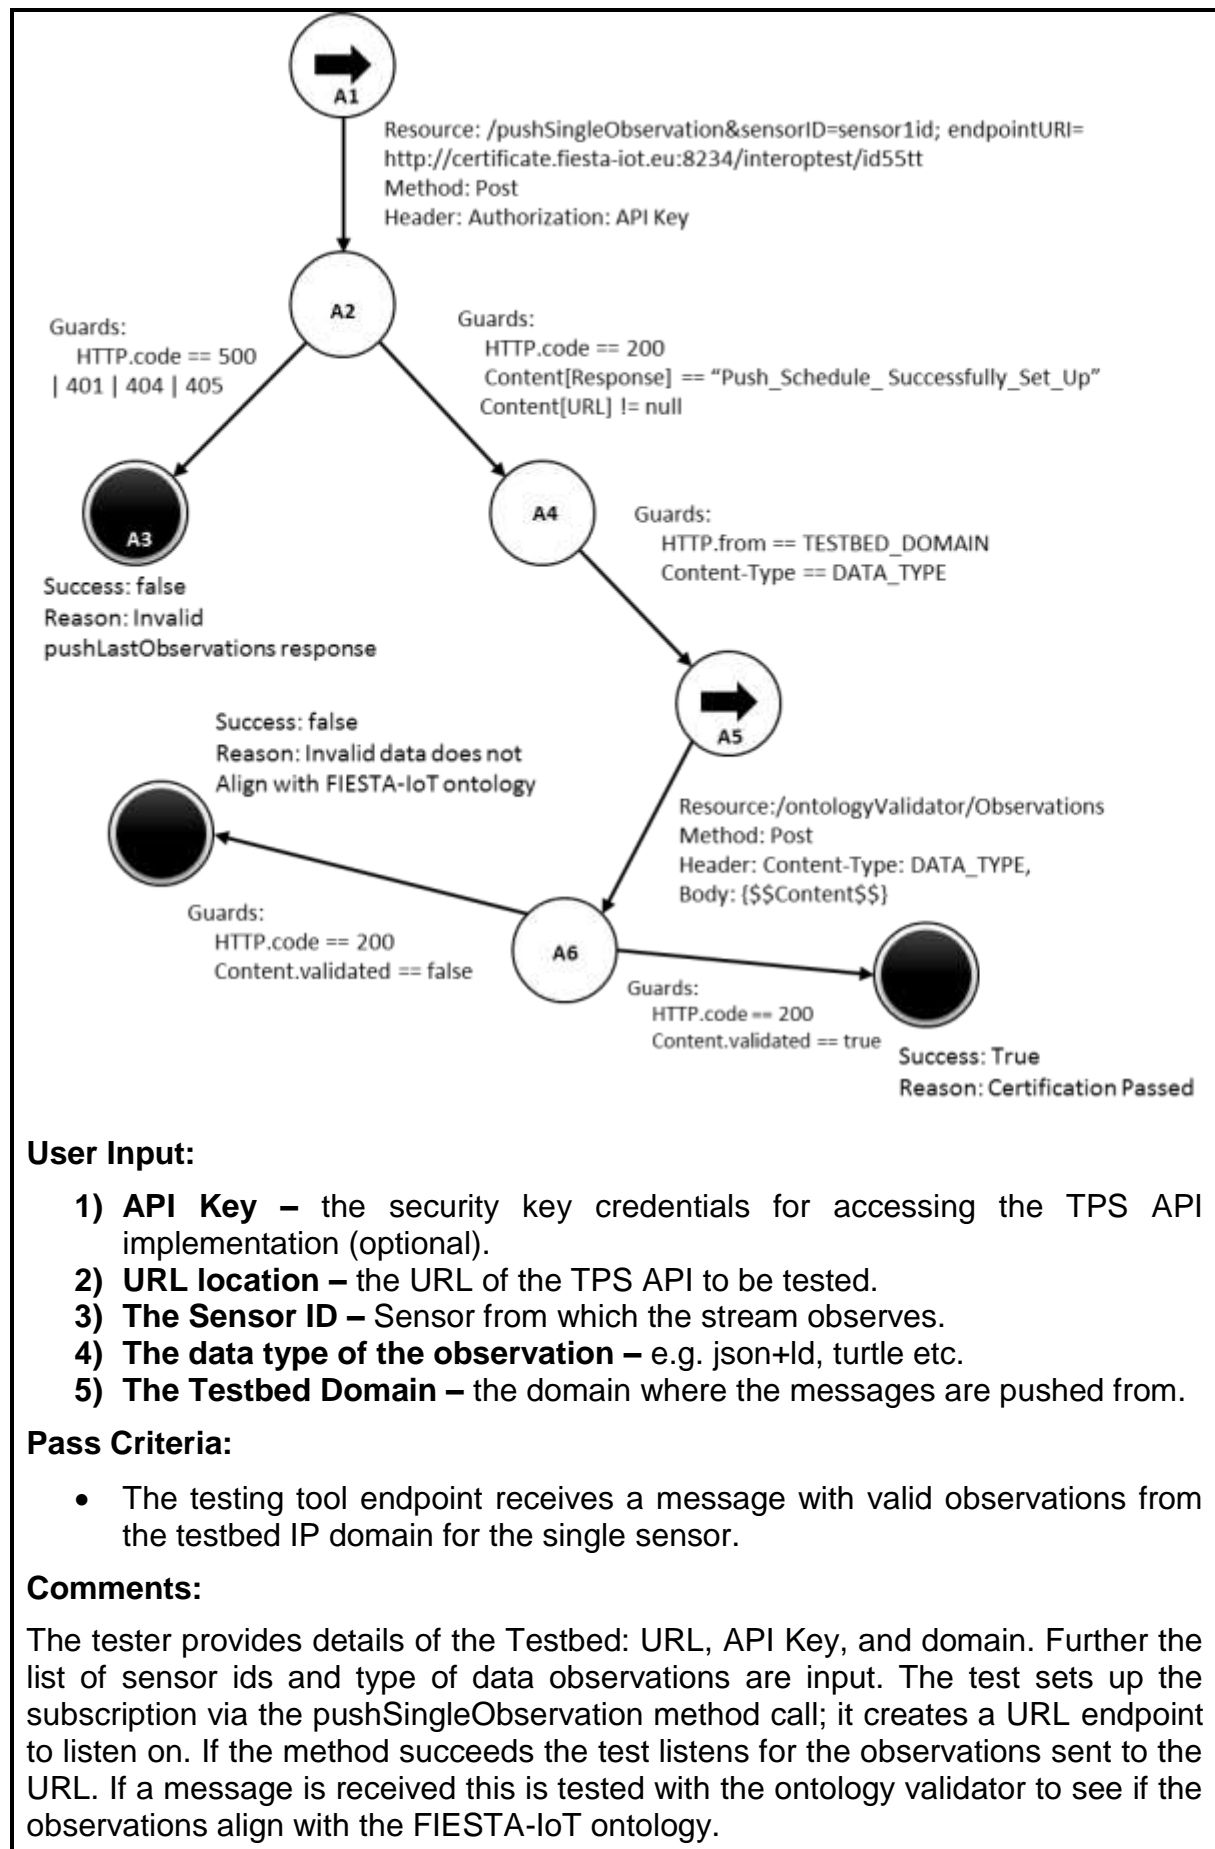 A1
Resource: /pushSingleObservation&sensorID=sensor1id; endpointURI=
http://certificate.fiesta-iot.eu:8234/interoptest/id55tt
Method: Post
Header: Authorization: API Key
A2
Guards:
HTTP.code == 500
| 401 | 404 | 405
Guards:
HTTP.code == 200
Content[Response] == “Push_Schedule_ Successfully_Set_Up”
Content[URL] != null
A3
Success: false
Reason: Invalid
pushLastObservations response
A4
Guards:
HTTP.from == TESTBED_DOMAIN
Content-Type == DATA_TYPE
A5
Success: false
Reason: Invalid data does not
Align with FIESTA-IoT ontology
Resource:/ontologyValidator/Observations
Method: Post
Header: Content-Type: DATA_TYPE,
Body: {$$Content$$}
Guards:
HTTP.code == 200
Content.validated == false
A6
Guards:
HTTP.code == 200
Content.validated == true
Success: True
Reason: Certification Passed
User Input:
1) API Key – the security key credentials for accessing the TPS API
implementation (optional).
2) URL location – the URL of the TPS API to be tested.
3) The Sensor ID – Sensor from which the stream observes.
4) The data type of the observation – e.g. json+ld, turtle etc.
5) The Testbed Domain – the domain where the messages are pushed from.
Pass Criteria:
• The testing tool endpoint receives a message with valid observations from
the testbed IP domain for the single sensor.
Comments:
The tester provides details of the Testbed: URL, API Key, and domain. Further the
list of sensor ids and type of data observations are input. The test sets up the
subscription via the pushSingleObservation method call; it creates a URL endpoint
to listen on. If the method succeeds the test listens for the observations sent to the
URL. If a message is received this is tested with the ontology validator to see if the
observations align with the FIESTA-IoT ontology.